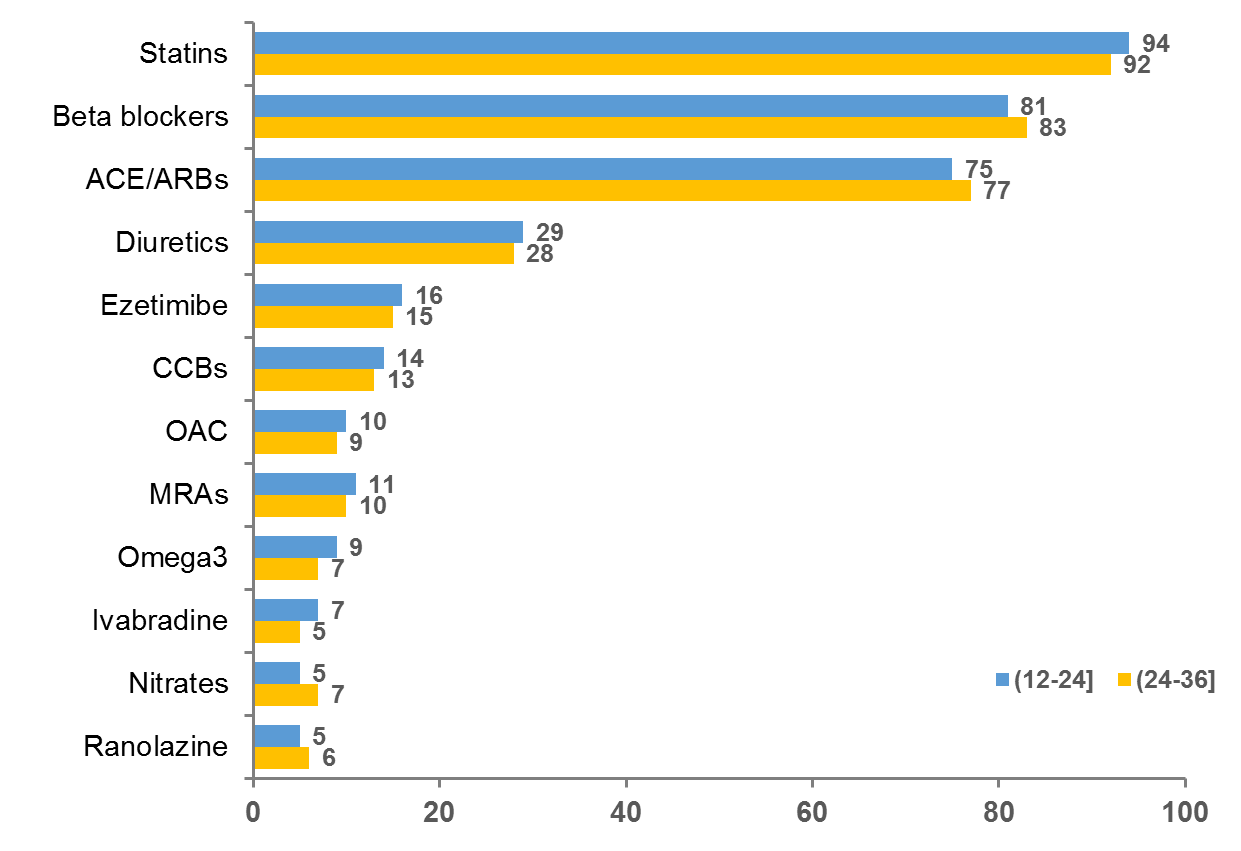 Statins
94
92
Beta blockers
81
83
ACE/ARBs
75
77
Diuretics
29
28
Ezetimibe
16
15
CCBs
14
13
OAC
10
9
MRAs
11
10
Omega3
9
7
Ivabradine
7
5
Nitrates
5
7
(12-24] (24-36]
Ranolazine
5
6
0 20 40 60 80 100